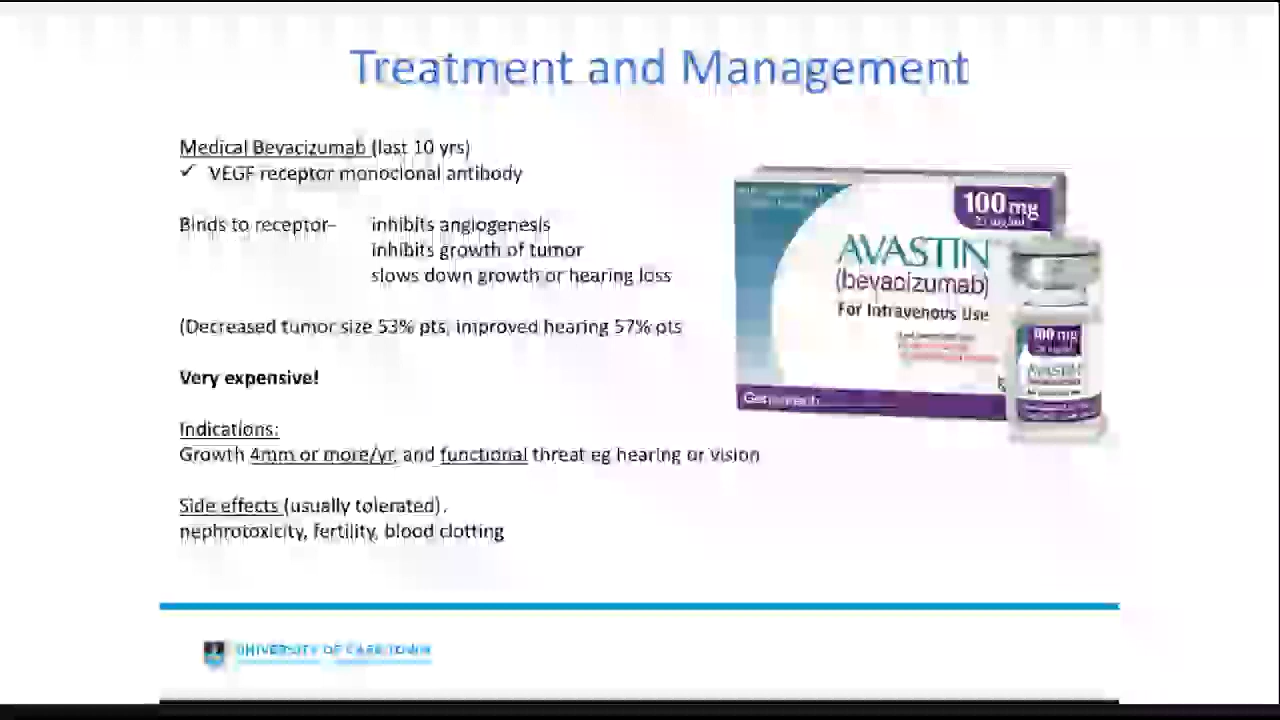 Treatment and Management
Medical Bevacizumab (last 10 yrs)
✓ VEGF receptor monoclonal antibody
Binds to receptor- inhibits angiogenesis
inhibits growth of tumor
slows down growth or hearing loss
(Decreased tumor size 53% pts, improved hearing 57% pts
Very expensive!
Indications:
Growth 4mm or more/yr, and functional threat eg hearing or vision
Side effects (usually tolerated).
nephrotoxicity, fertility, blood clotting
100 mg
AVASTIN
(bevacizumab)
For Intravenous Use
Genentech
100 mg
AVASTIN
UNIVERSITY OF CAPE TOWN